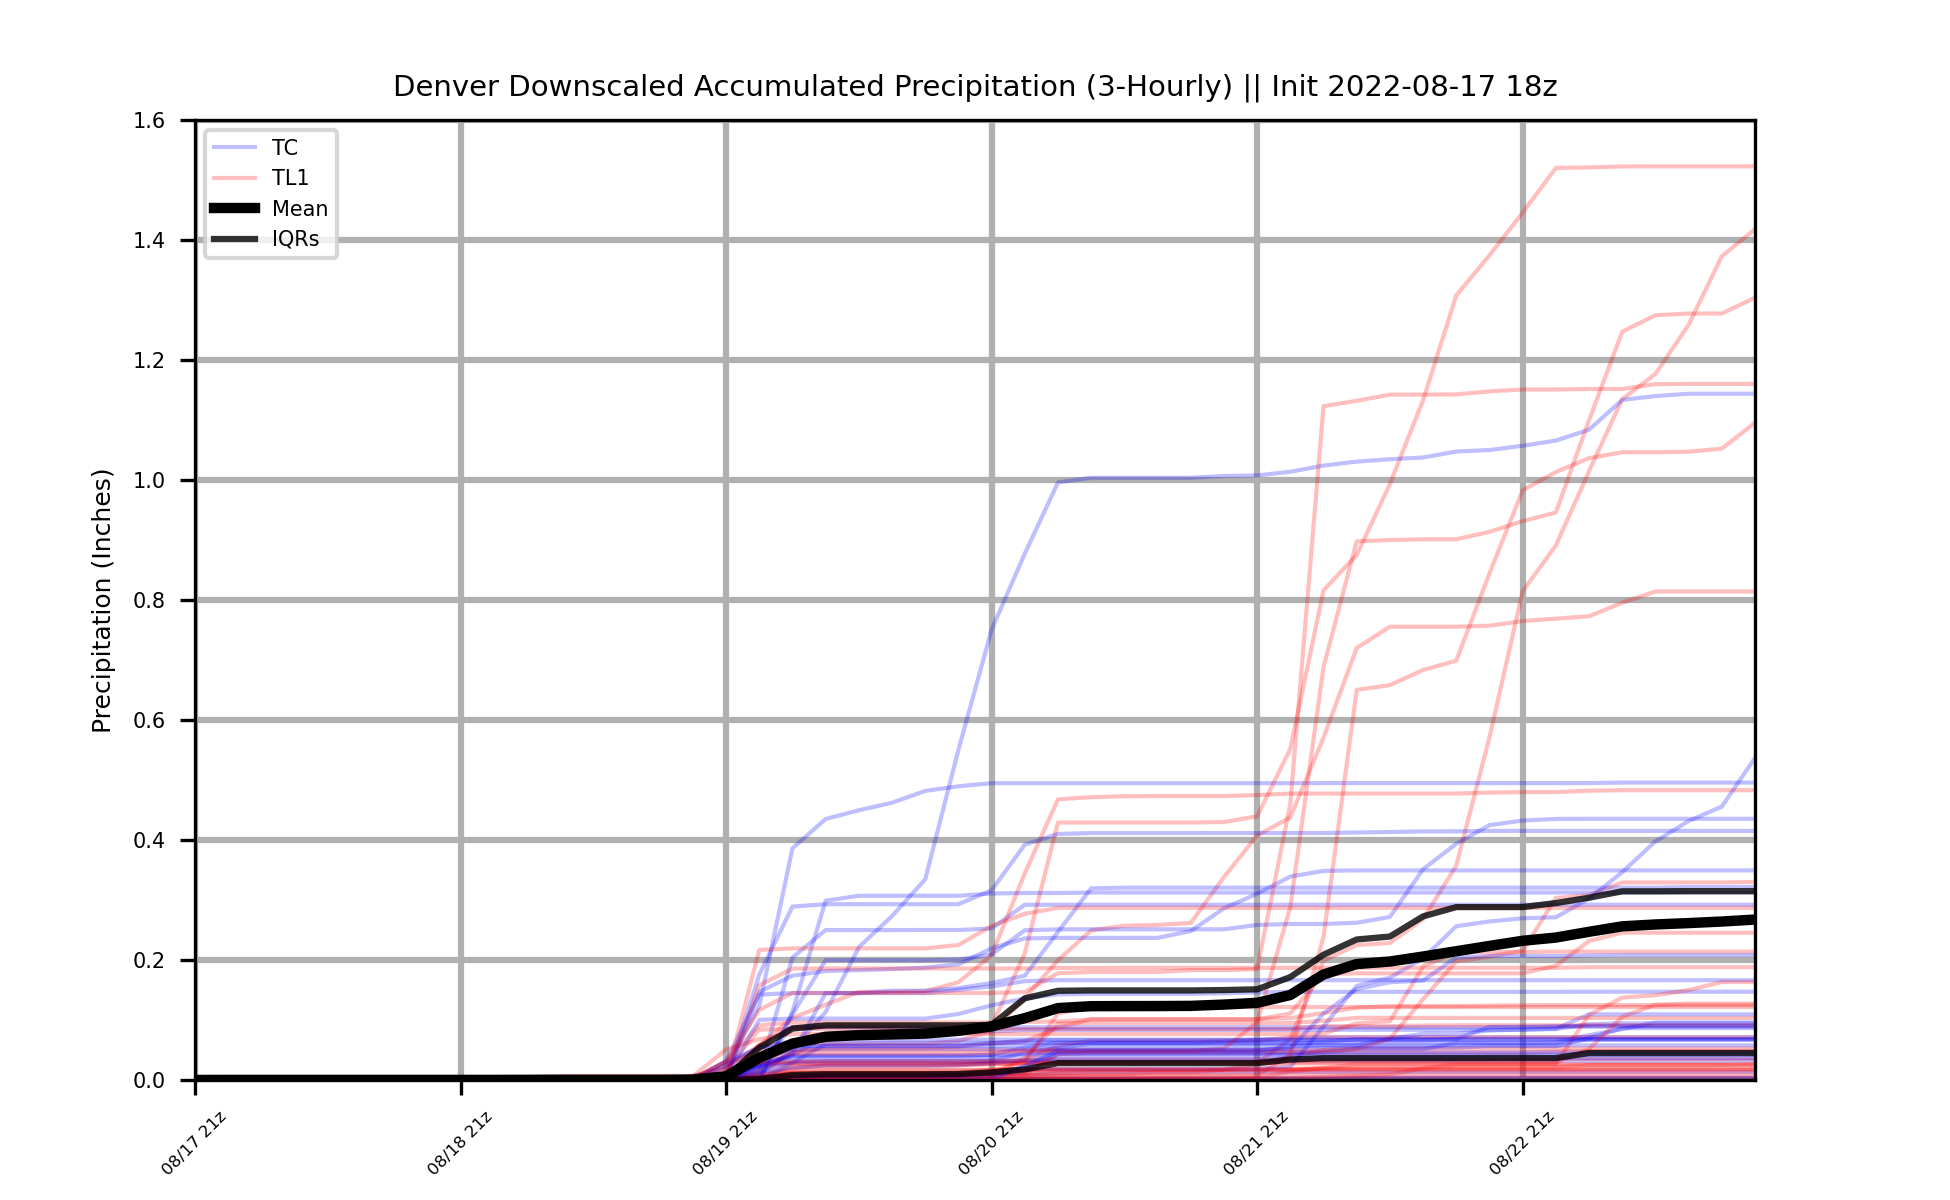 Denver Downscaled Accumulated Precipitation (3-Hourly) || Init 2022-08-17 18z
Precipitation (Inches)
1.6
1.4
1.2
1.0
0.8
0.6
0.4
0.2
0.0
TC
TL1
Mean
IQRs
08/17 21z
08/18 21z
08/19 21z
08/20 21z
08/21 21z
08/22 21z